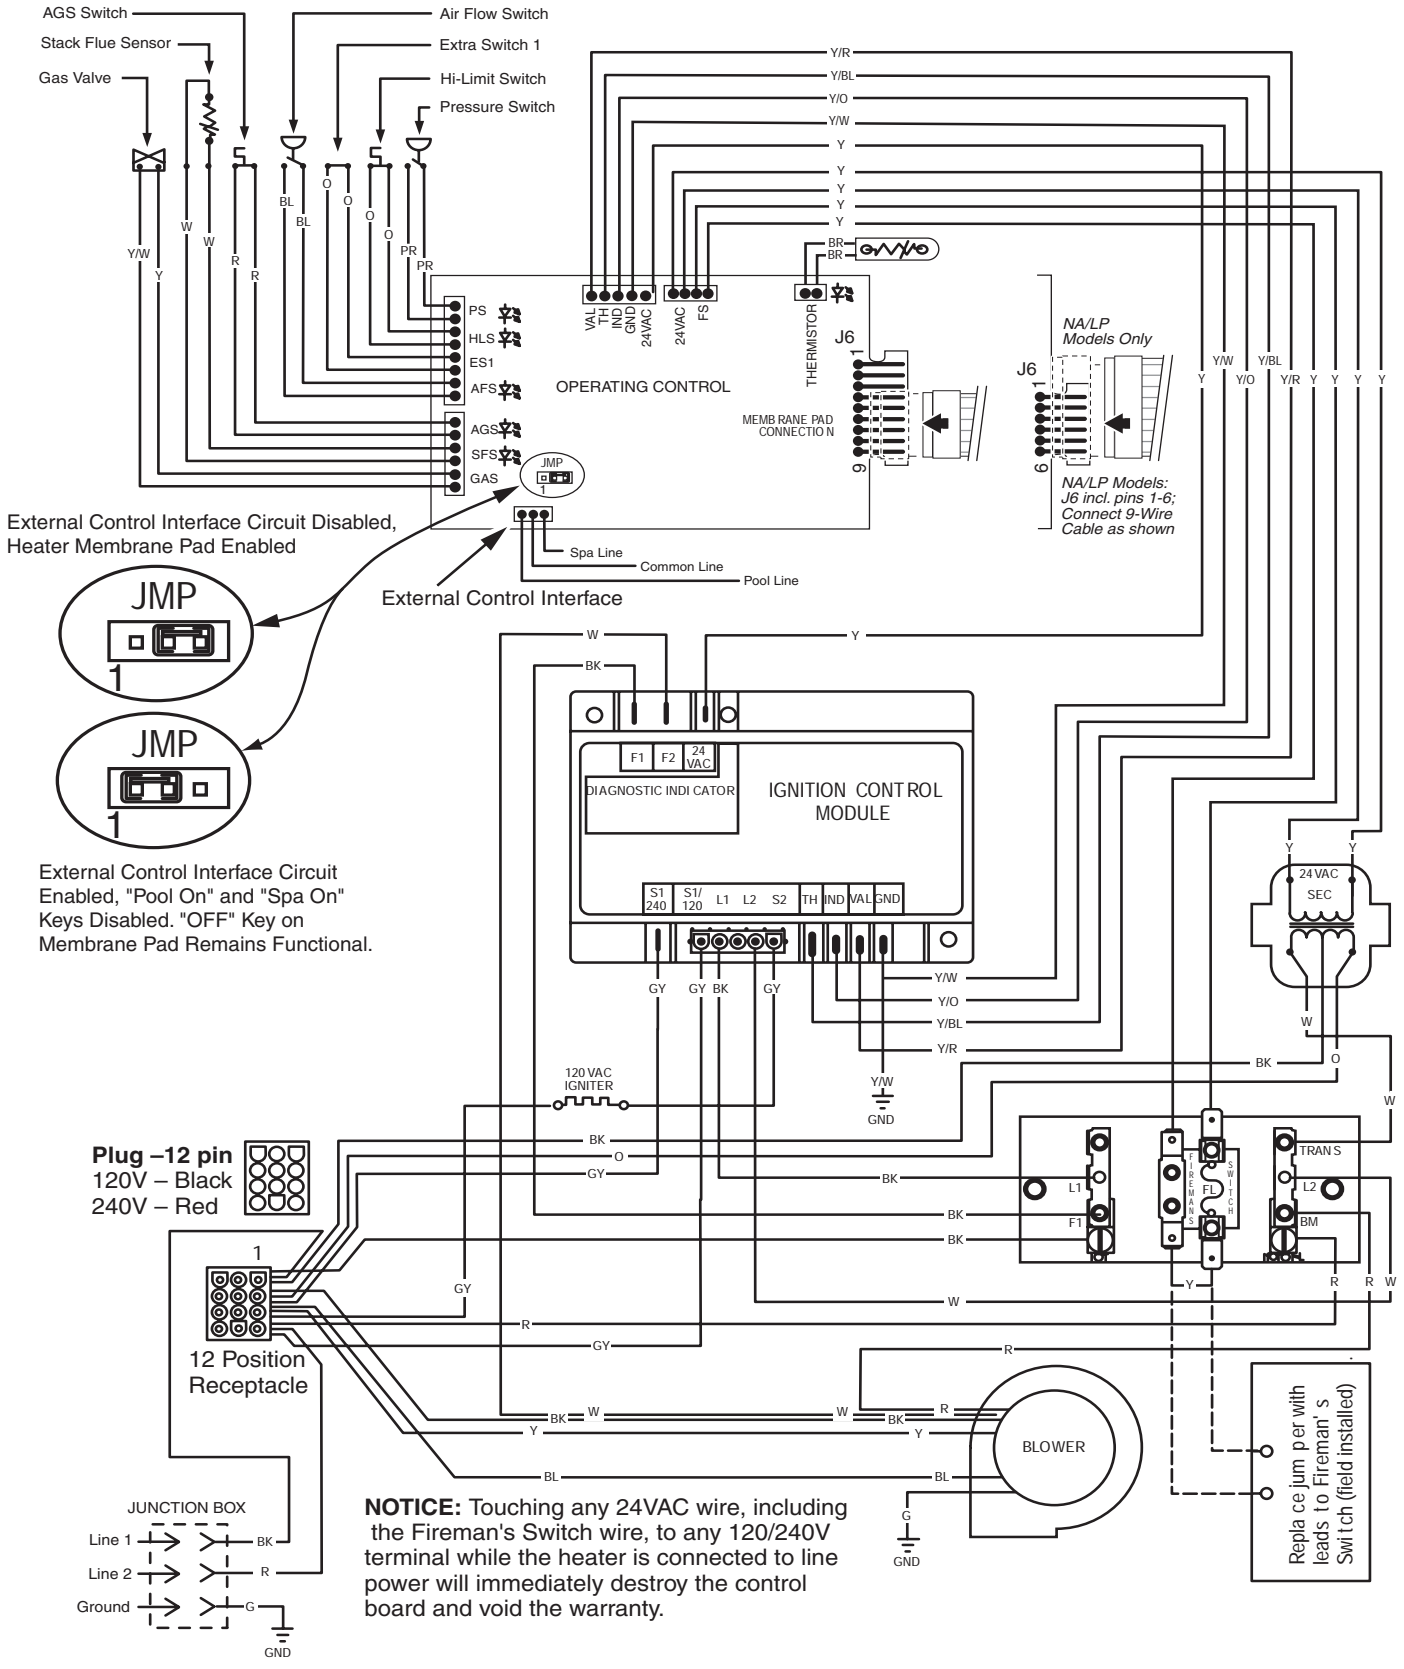 AGS Switch
Air Flow Switch
Stack Flue Sensor
Extra Switch 1
Gas Valve
Hi-Limit Switch
Pressure Switch
Y/R
Y/BL
Y/O
Y/W
Y
Y
Y
Y
Y
BR
BR
O
O
BL
BL
W
W
O
O
Y/W
Y
R
R
PR
PR
PS
HLS
ES1
AFS
AGS
SFS
GAS
VAL
TH
IND
GND
24VAC
24VAC
FS
THERMISTOR
OPERATING CONTROL
J6
1
9
MEMBRANE PAD
CONNECTION
JMP
1
NA/LP
Models Only
J6
1
6
NA/LP Models:
J6 incl. pins 1-6;
Connect 9-Wire
Cable as shown
Y
Y/W
Y/O
Y/BL
Y/R
Y
Y
Y
Y
External Control Interface Circuit Disabled,
Heater Membrane Pad Enabled
JMP
1
Spa Line
Common Line
Pool Line
External Control Interface
JMP
1
External Control Interface Circuit
Enabled, "Pool On" and "Spa On"
Keys Disabled. "OFF" Key on
Membrane Pad Remains Functional.
W
BK
Y
F1
F2
24
VAC
DIAGNOSTIC INDICATOR
IGNITION CONTROL
MODULE
S1
240
S1/
120
L1
L2
S2
TH
IND
VAL
GND
GY
GY
BK
GY
Y/W
Y/O
Y/BL
Y/R
Y/W
GND
Y
Y
24VAC
SEC
W
BK
O
W
120 VAC
IGNITER
Plug –12 pin
120V – Black
240V – Red
BK
O
GY
BK
BK
BK
L1
F1
FIREMANS
FL
SWITCH
TRANS
L2
BM
Y
R
R
W
1
12 Position
Receptacle
GY
W
R
GY
R
BK
W
W
BK
R
Y
Y
BL
BL
BLOWER
G
GND
Replace jumper with
leads to Fireman's
Switch (field installed)
JUNCTION BOX
Line 1
BK
Line 2
R
Ground
G
GND
NOTICE: Touching any 24VAC wire, including
the Fireman's Switch wire, to any 120/240V
terminal while the heater is connected to line
power will immediately destroy the control
board and void the warranty.